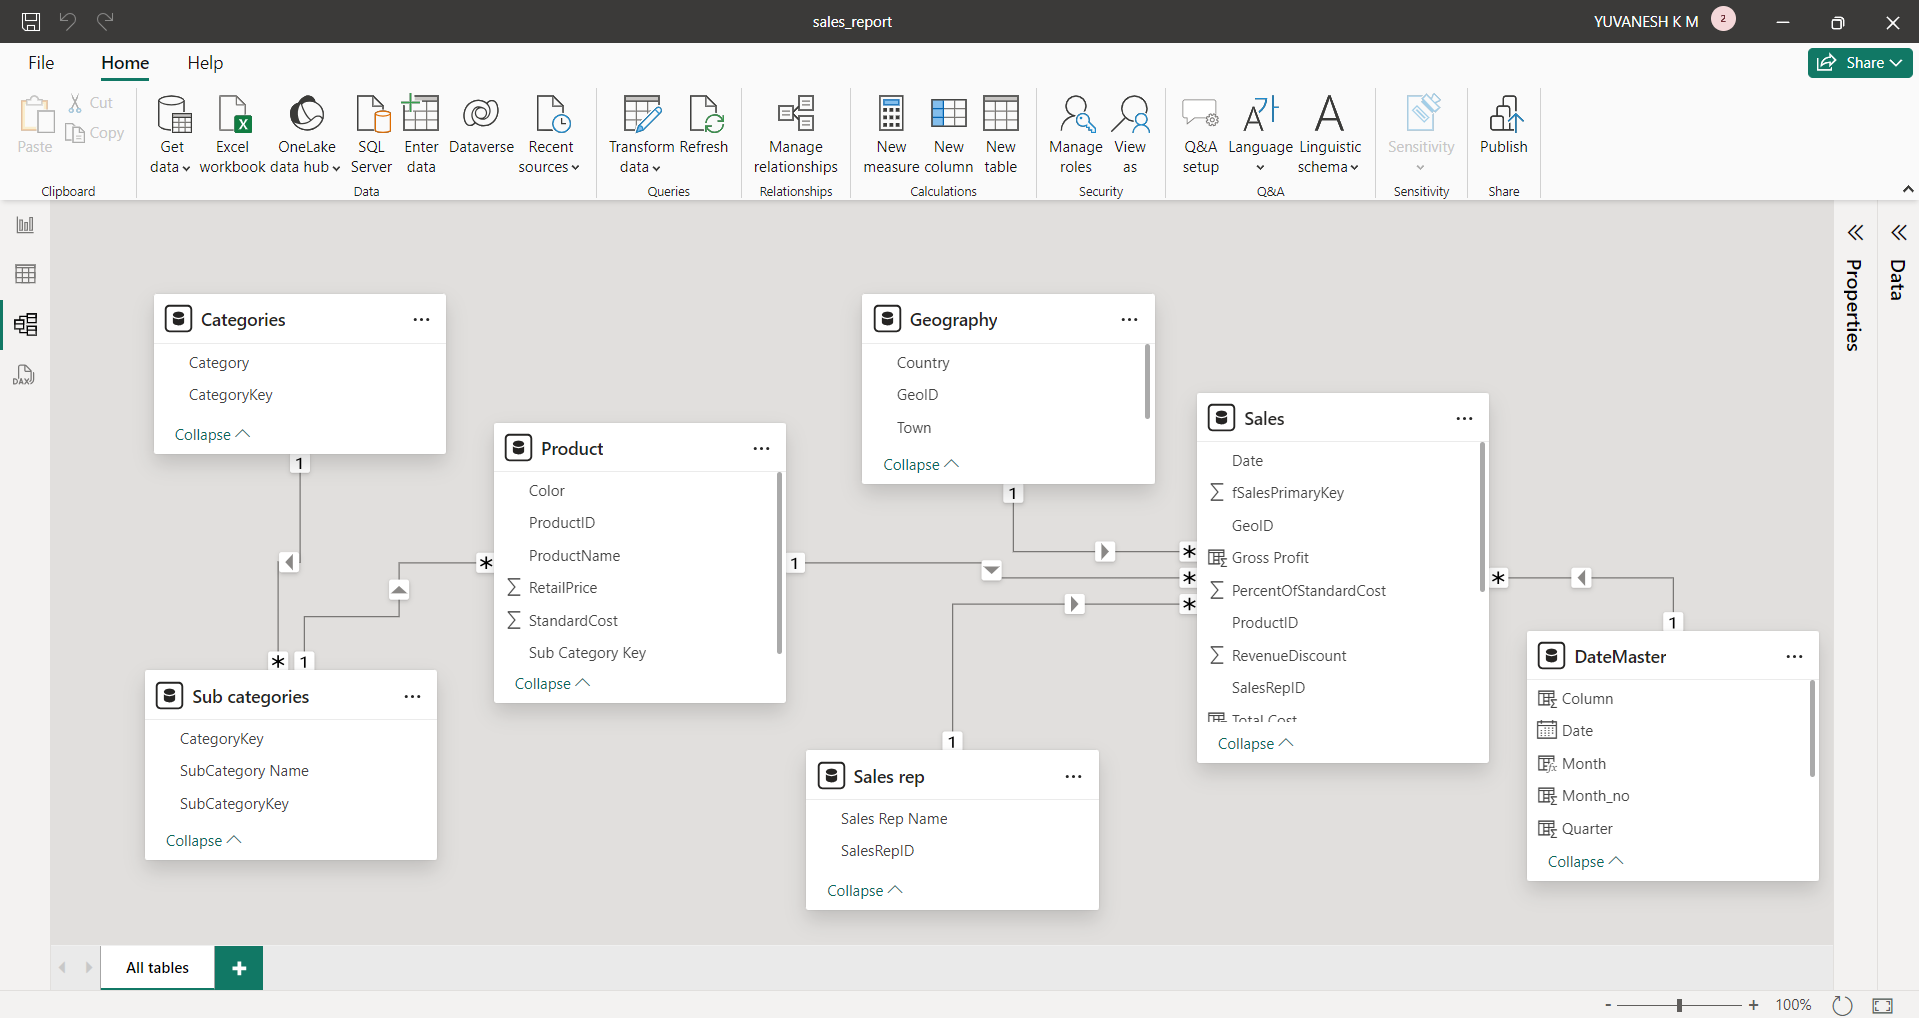 sales_report
YUVANESH K M
2
File
Home
Help
Share
Paste
Cut
Copy
Clipboard
Get data
Excel workbook
OneLake data hub
SQL Server
Enter data
Dataverse
Recent sources
Data
Transform data
Refresh
Queries
Manage relationships
Relationships
New measure
New column
New table
Calculations
Manage roles
View as
Security
Q&A setup
Language
Linguistic schema
Q&A
Sensitivity
Sensitivity
Publish
Share
DAX
Categories
Category
CategoryKey
Collapse
1
*
Sub categories
CategoryKey
SubCategory Name
SubCategoryKey
Collapse
1
*
Product
Color
ProductID
ProductName
RetailPrice
StandardCost
Sub Category Key
Collapse
1
*
Geography
Country
GeoID
Town
Collapse
1
*
Sales rep
Sales Rep Name
SalesRepID
Collapse
1
*
Sales
Date
fSalesPrimaryKey
GeoID
Gross Profit
PercentOfStandardCost
ProductID
RevenueDiscount
SalesRepID
Total Cost
Collapse
*
1
DateMaster
Column
Date
Month
Month_no
Quarter
Collapse
Properties
Data
All tables
+
- + 100%